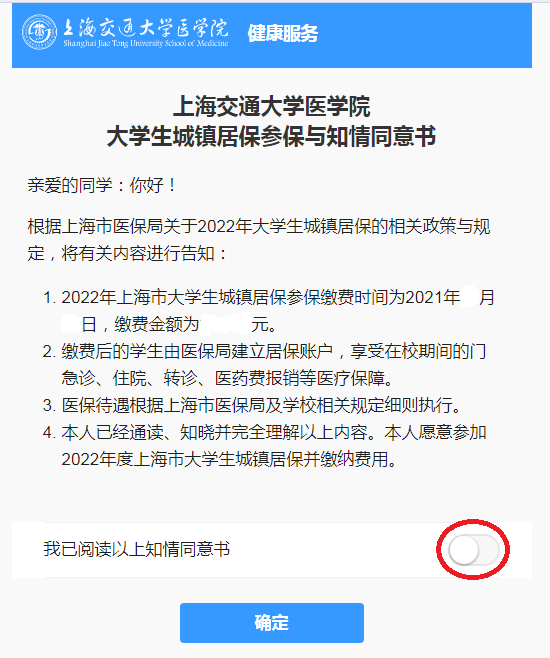 上海交通大学医学院 健康服务
Shanghai Jiao Tong University School of Medicine
上海交通大学医学院
大学生城镇居保参保与知情同意书
亲爱的同学：你好！
根据上海市医保局关于2022年大学生城镇居保的相关政策与规
定，将有关内容进行告知：
1. 2022年上海市大学生城镇居保参保缴费时间为2021年 月
日，缴费金额为 元。
2. 缴费后的学生由医保局建立居保账户，享受在校期间的门
急诊、住院、转诊、医药费报销等医疗保障。
3. 医保待遇根据上海市医保局及学校相关规定细则执行。
4. 本人已经通读、知晓并完全理解以上内容。本人愿意参加
2022年度上海市大学生城镇居保并缴纳费用。
我已阅读以上知情同意书
确定